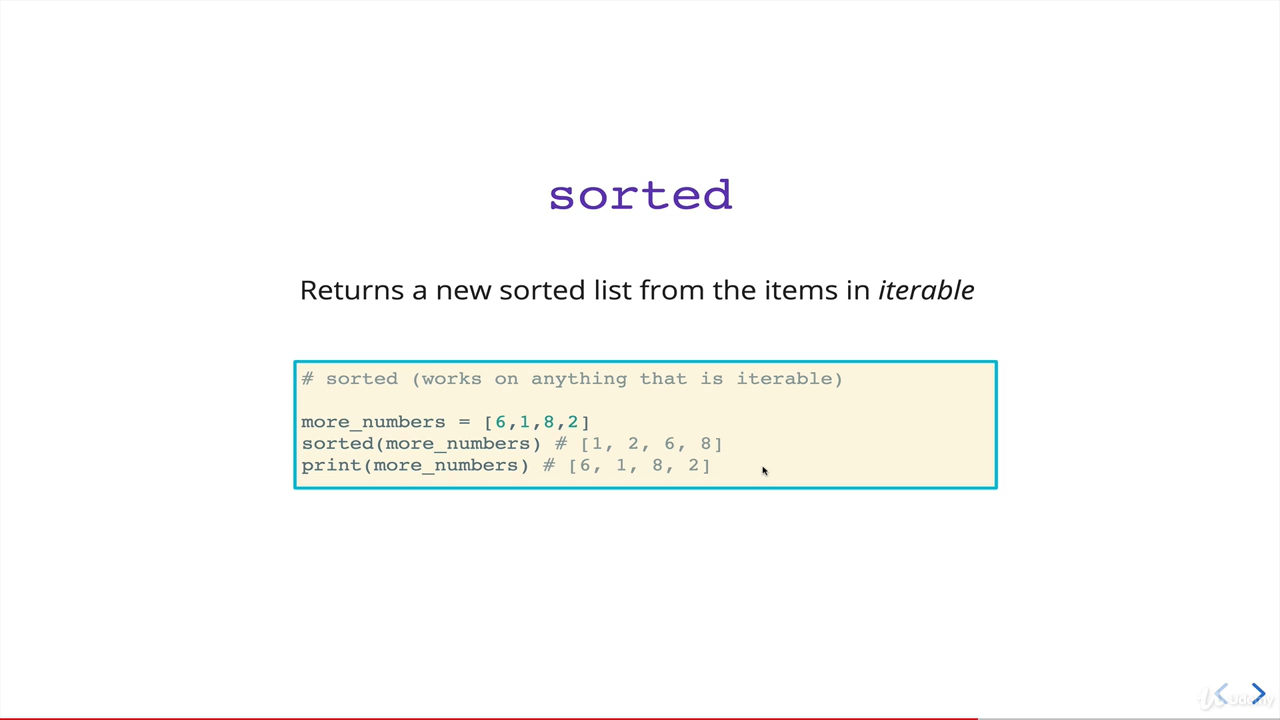 sorted
Returns a new sorted list from the items in iterable
# sorted (works on anything that is iterable)
more_numbers = [6,1,8,2]
sorted(more_numbers) # [1, 2, 6, 8]
print(more_numbers) # [6, 1, 8, 2]
Udemy